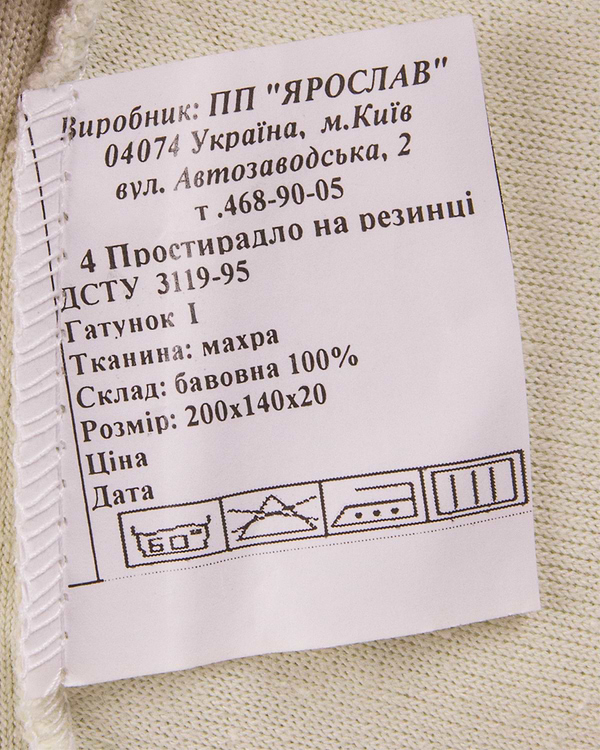 Виробник: ПП "ЯРОСЛАВ"
04074 Україна, м.Київ
вул. Автозаводська, 2
т .468-90-05
4 Простирадло на резинці
ДСТУ 3119-95
Гатунок I
Тканина: махра
Склад: бавовна 100%
Розмір: 200х140х20
Ціна
Дата
60°